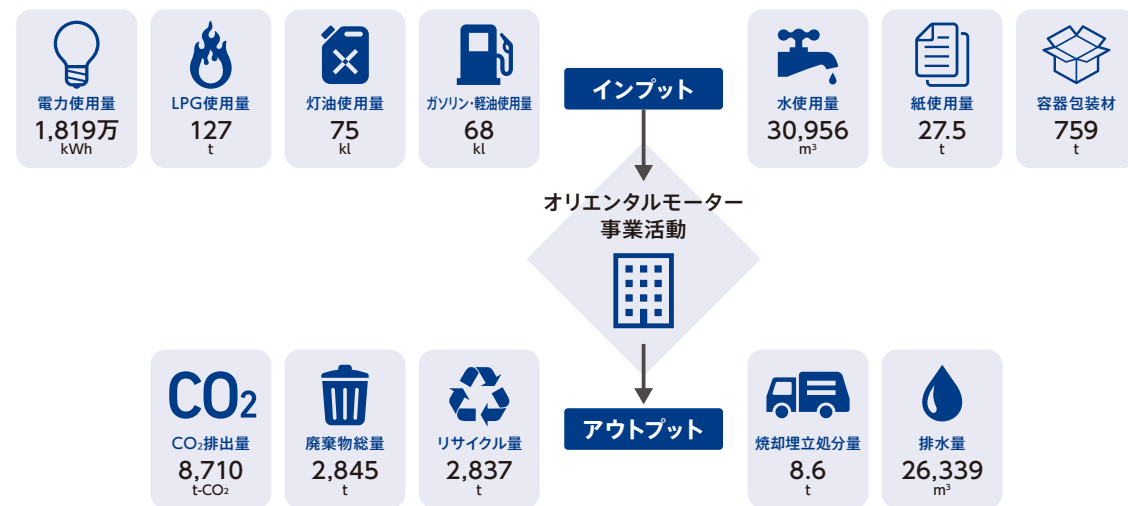 電力使用量
1,819万
kWh
LPG使用量
127
t
灯油使用量
75
kl
ガソリン・軽油使用量
68
kl
インプット
水使用量
30,956
m³
紙使用量
27.5
t
容器包装材
759
t
オリエンタルモーター
事業活動
CO₂
CO₂排出量
8,710
t-CO₂
廃棄物総量
2,845
t
リサイクル量
2,837
t
アウトプット
焼却埋立処分量
8.6
t
排水量
26,339
m³